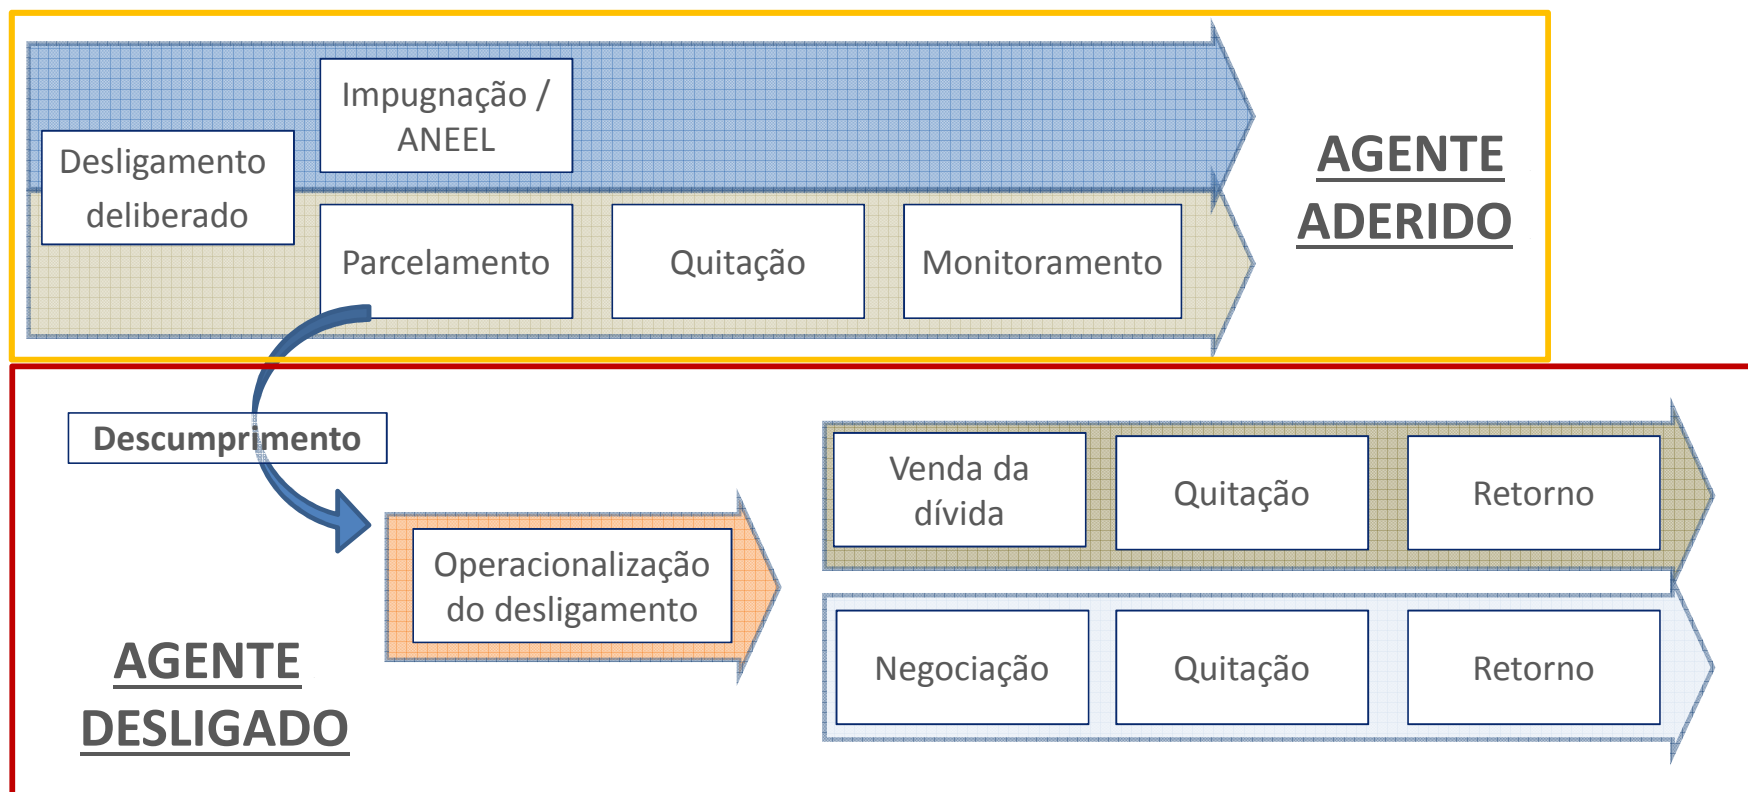 Impugnação /
ANEEL
Desligamento
deliberado
Parcelamento
Quitação
Monitoramento
AGENTE
ADERIDO
Descumprimento
Operacionalização
do desligamento
Venda da
dívida
Quitação
Retorno
Negociação
Quitação
Retorno
AGENTE
DESLIGADO